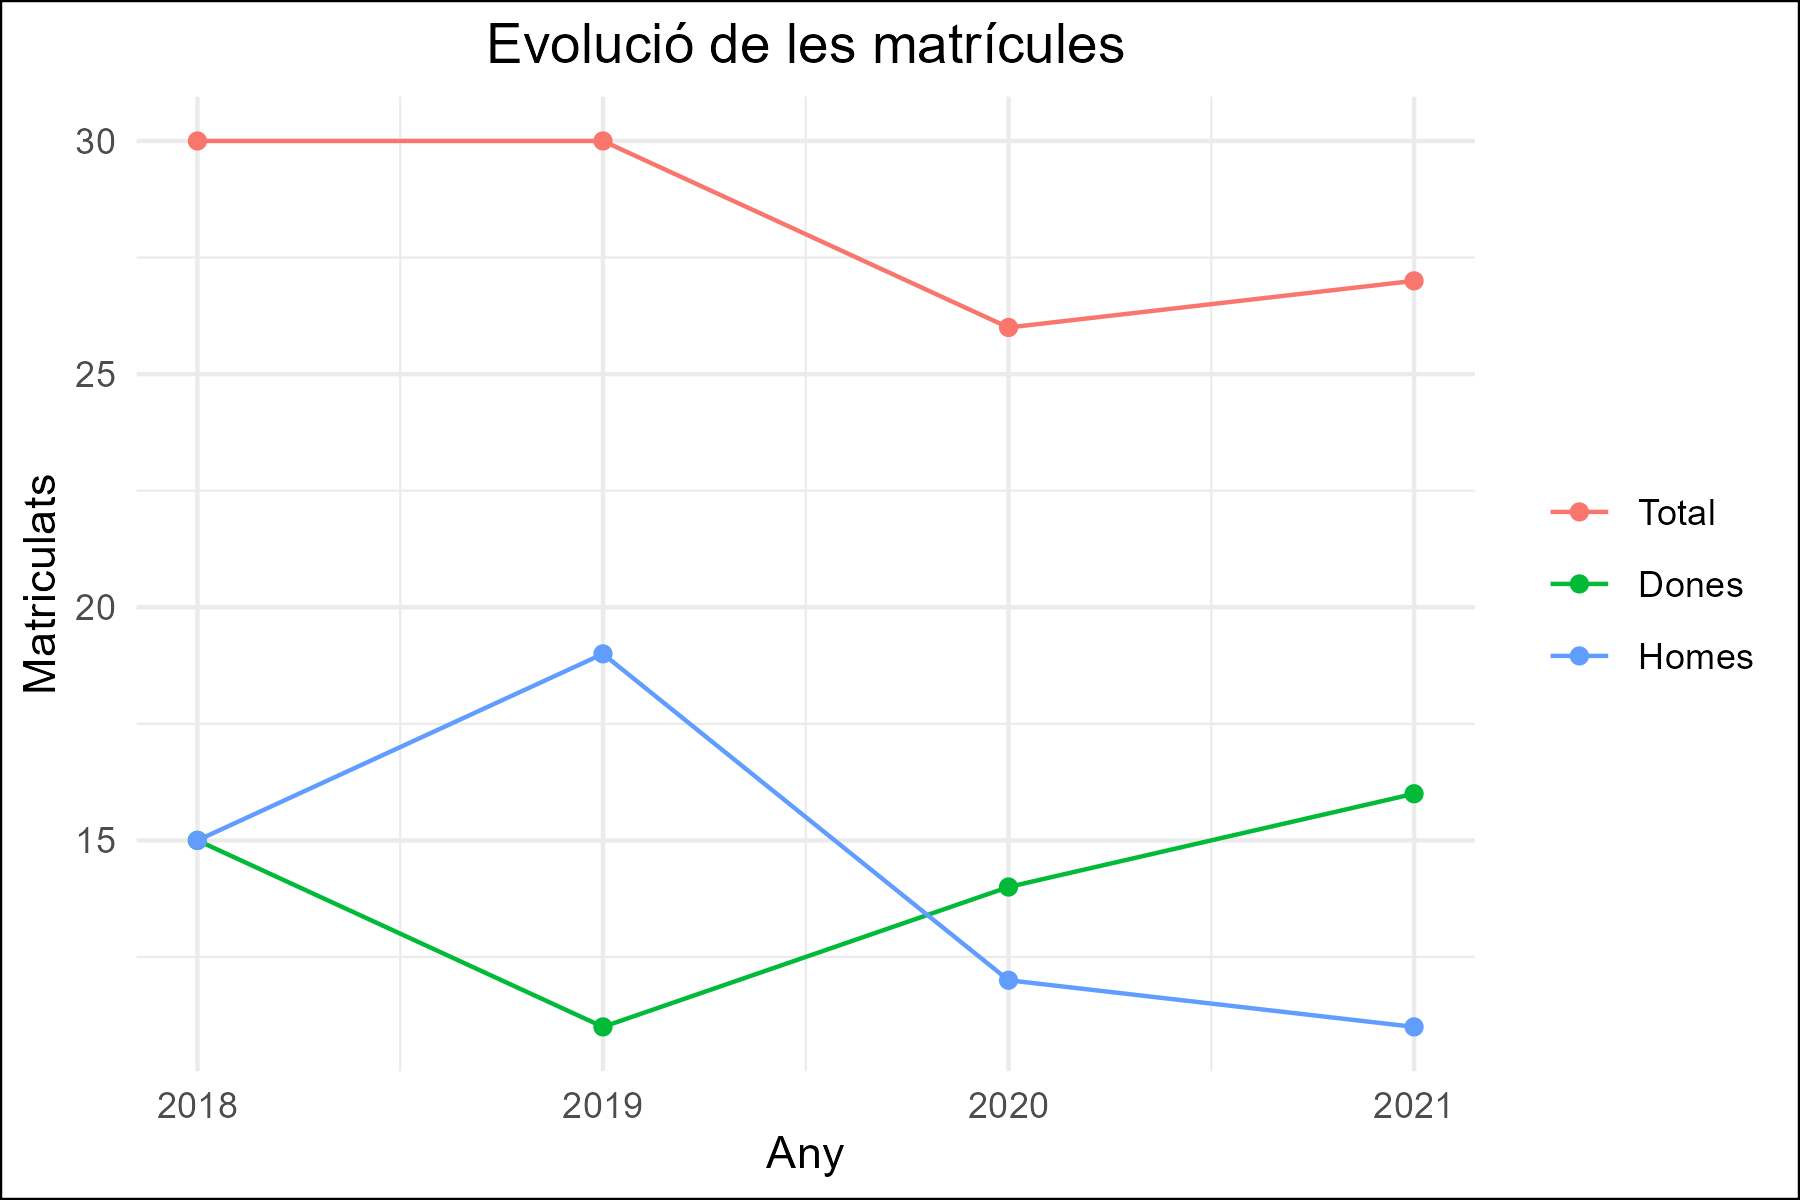 Evolució de les matrícules
30
25
20
15
Matriculats
2018
2019
2020
2021
Any
Total
Dones
Homes